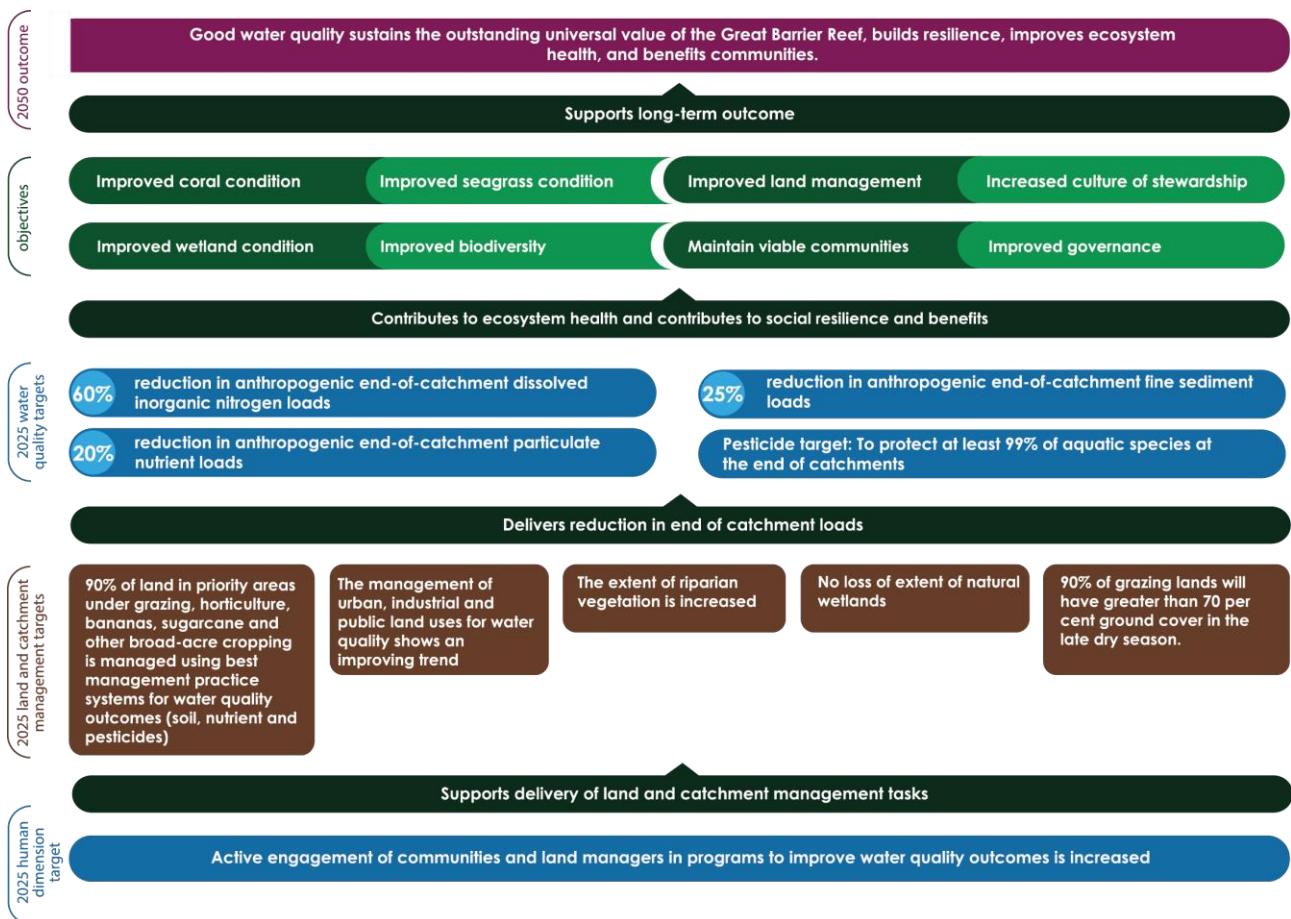 2050 outcome
Good water quality sustains the outstanding universal value of the Great Barrier Reef, builds resilience, improves ecosystem
health, and benefits communities.
Supports long-term outcome
objectives
Improved coral condition
Improved seagrass condition
Improved land management
Increased culture of stewardship
Improved wetland condition
Improved biodiversity
Maintain viable communities
Improved governance
Contributes to ecosystem health and contributes to social resilience and benefits
2025 water
quality targets
60%
reduction in anthropogenic end-of-catchment dissolved
inorganic nitrogen loads
25%
reduction in anthropogenic end-of-catchment fine sediment
loads
20%
reduction in anthropogenic end-of-catchment particulate
nutrient loads
Pesticide target: To protect at least 99% of aquatic species at
the end of catchments
Delivers reduction in end of catchment loads
2025 land and catchment
management targets
90% of land in priority areas
under grazing, horticulture,
bananas, sugarcane and
other broad-acre cropping
is managed using best
management practice
systems for water quality
outcomes (soil, nutrient and
pesticides)
The management of
urban, industrial and
public land uses for water
quality shows an
improving trend
The extent of riparian
vegetation is increased
No loss of extent of natural
wetlands
90% of grazing lands will
have greater than 70 per
cent ground cover in the
late dry season.
Supports delivery of land and catchment management tasks
2025 human
dimension
target
Active engagement of communities and land managers in programs to improve water quality outcomes is increased